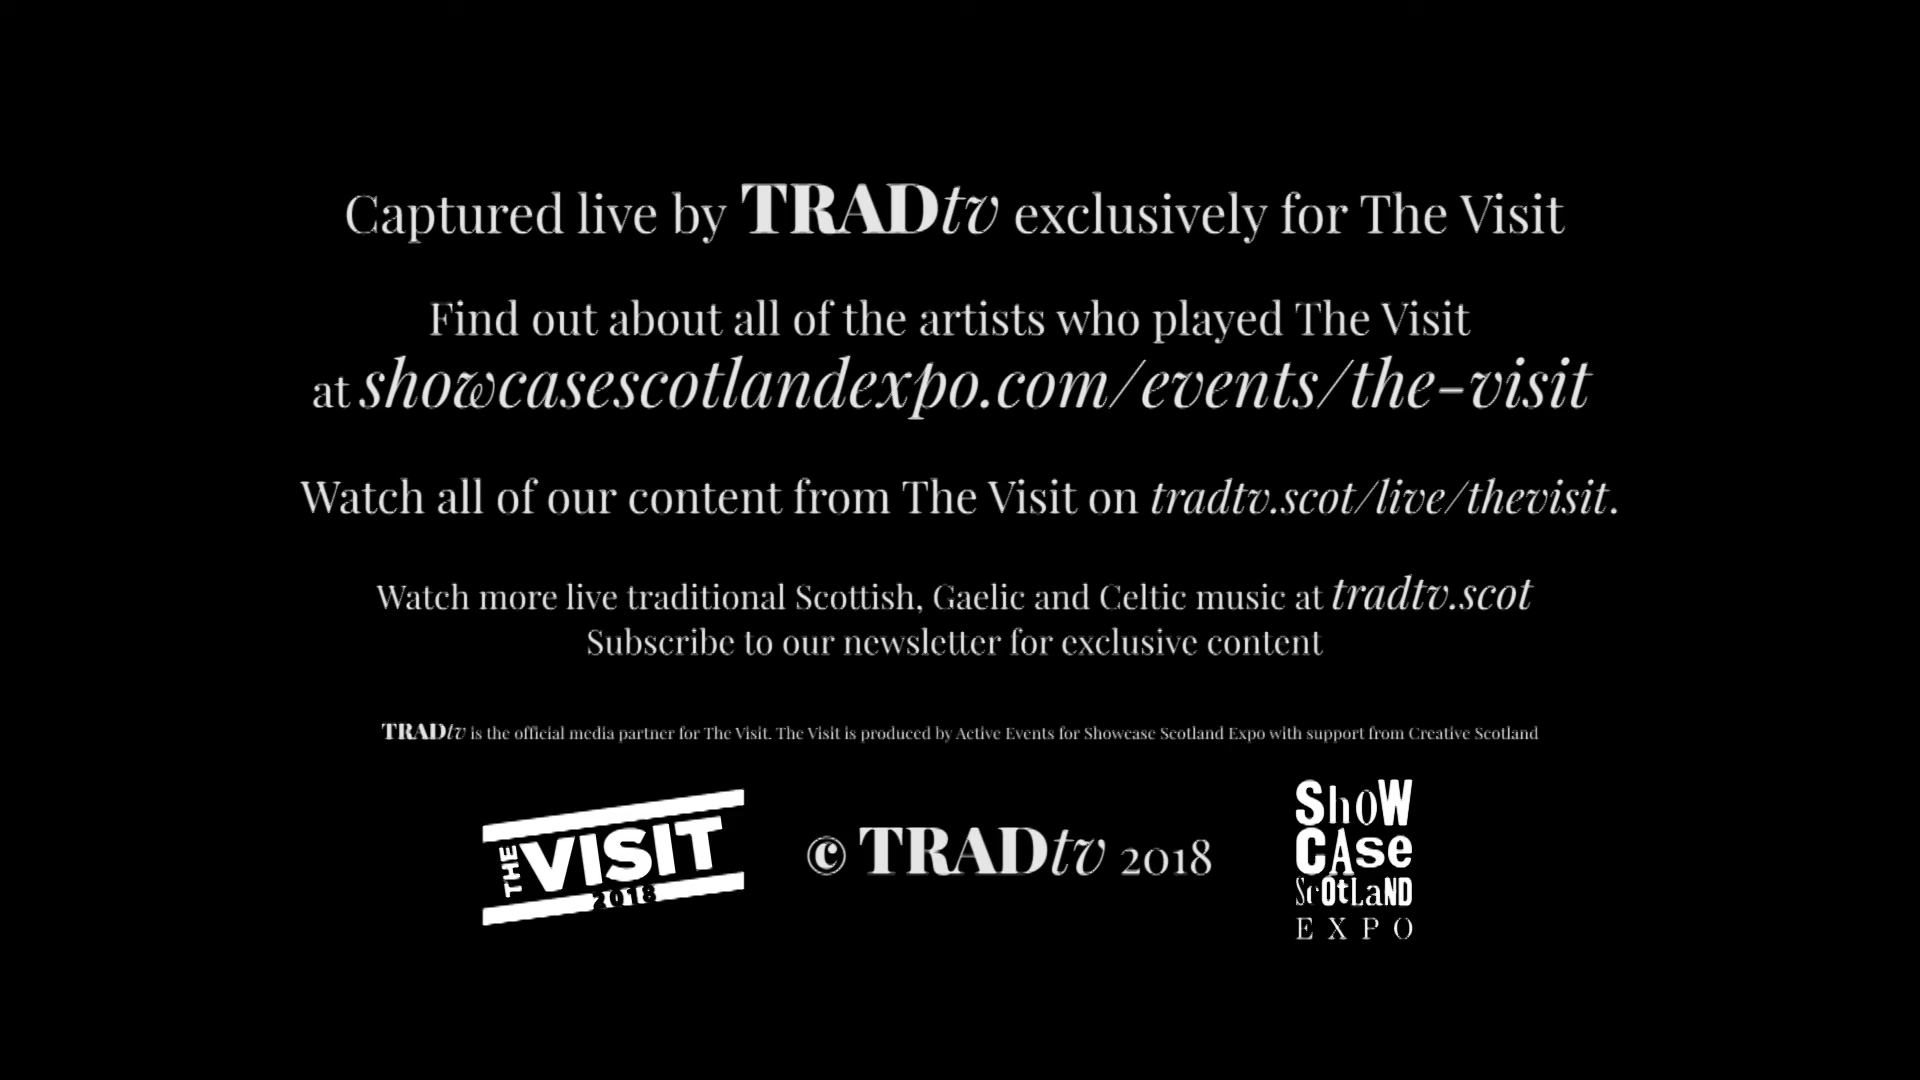 Captured live by TRADtv exclusively for The Visit
Find out about all of the artists who played The Visit
at showcasescotlandexpo.com/events/the-visit
Watch all of our content from The Visit on tradtv.scot/live/thevisit.
Watch more live traditional Scottish, Gaelic and Celtic music at tradtv.scot
Subscribe to our newsletter for exclusive content
TRADtv is the official media partner for The Visit. The Visit is produced by Active Events for Showcase Scotland Expo with support from Creative Scotland
THE VISIT
2018
© TRADtv 2018
ShoW
CAse
ScOtLaND
EXPO